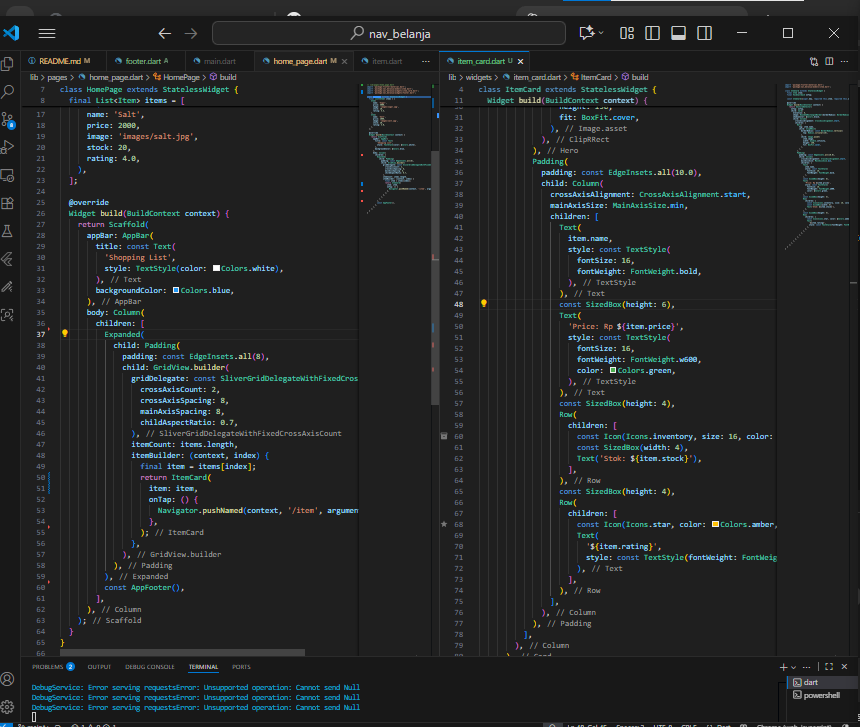 nav_belanja
README.md M
footer.dart A
main.dart
home_page.dart M
item.dart
lib > pages > home_page.dart > HomePage > build
7 class HomePage extends StatelessWidget {
8 final List<Item> items = [
17 name: 'Salt',
18 price: 2000,
19 image: 'images/salt.jpg',
20 stock: 20,
21 rating: 4.0,
22 ),
23 ];
24
25 @override
26 Widget build(BuildContext context) {
27 return Scaffold(
28 appBar: AppBar(
29 title: const Text(
30 'Shopping List',
31 style: TextStyle(color: Colors.white),
32 ), // Text
33 backgroundColor: Colors.blue,
34 ), // AppBar
35 body: Column(
36 children: [
37 Expanded(
38 child: Padding(
39 padding: const EdgeInsets.all(8),
40 child: GridView.builder(
41 gridDelegate: const SliverGridDelegateWithFixedCros
42 crossAxisCount: 2,
43 crossAxisSpacing: 8,
44 mainAxisSpacing: 8,
45 childAspectRatio: 0.7,
46 ), // SliverGridDelegateWithFixedCrossAxisCount
47 itemCount: items.length,
48 itemBuilder: (context, index) {
49 final item = items[index];
50 return ItemCard(
51 item: item,
52 onTap: () {
53 Navigator.pushNamed(context, '/item', argumen
54 },
55 ); // ItemCard
56 },
57 ), // GridView.builder
58 ), // Padding
59 ), // Expanded
60 const AppFooter(),
61 ],
62 ), // Column
63 ); // Scaffold
64 }
65 }
66
item_card.dart U
lib > widgets > item_card.dart > ItemCard > build
4 class ItemCard extends StatelessWidget {
11 Widget build(BuildContext context) {
31 fit: BoxFit.cover,
32 ), // Image.asset
33 ), // ClipRRect
34 ), // Hero
35 Padding(
36 padding: const EdgeInsets.all(10.0),
37 child: Column(
38 crossAxisAlignment: CrossAxisAlignment.start,
39 mainAxisSize: MainAxisSize.min,
40 children: [
41 Text(
42 item.name,
43 style: const TextStyle(
44 fontSize: 16,
45 fontWeight: FontWeight.bold,
46 ), // TextStyle
47 ), // Text
48 const SizedBox(height: 6),
49 Text(
50 'Price: Rp ${item.price}',
51 style: const TextStyle(
52 fontSize: 16,
53 fontWeight: FontWeight.w600,
54 color: Colors.green,
55 ), // TextStyle
56 ), // Text
57 const SizedBox(height: 4),
58 Row(
59 children: [
60 const Icon(Icons.inventory, size: 16, color:
61 const SizedBox(width: 4),
62 Text('Stok: ${item.stock}'),
63 ],
64 ), // Row
65 const SizedBox(height: 4),
66 Row(
67 children: [
68 const Icon(Icons.star, color: Colors.amber,
69 Text(
70 '${item.rating}',
71 style: const TextStyle(fontWeight: FontWeig
72 ), // Text
73 ],
74 ), // Row
75 ],
76 ), // Column
77 ), // Padding
78 ],
79 ), // Column
PROBLEMS 2
OUTPUT
DEBUG CONSOLE
TERMINAL
PORTS
DebugService: Error serving requestsError: Unsupported operation: Cannot send Null
DebugService: Error serving requestsError: Unsupported operation: Cannot send Null
DebugService: Error serving requestsError: Unsupported operation: Cannot send Null
dart
powershell